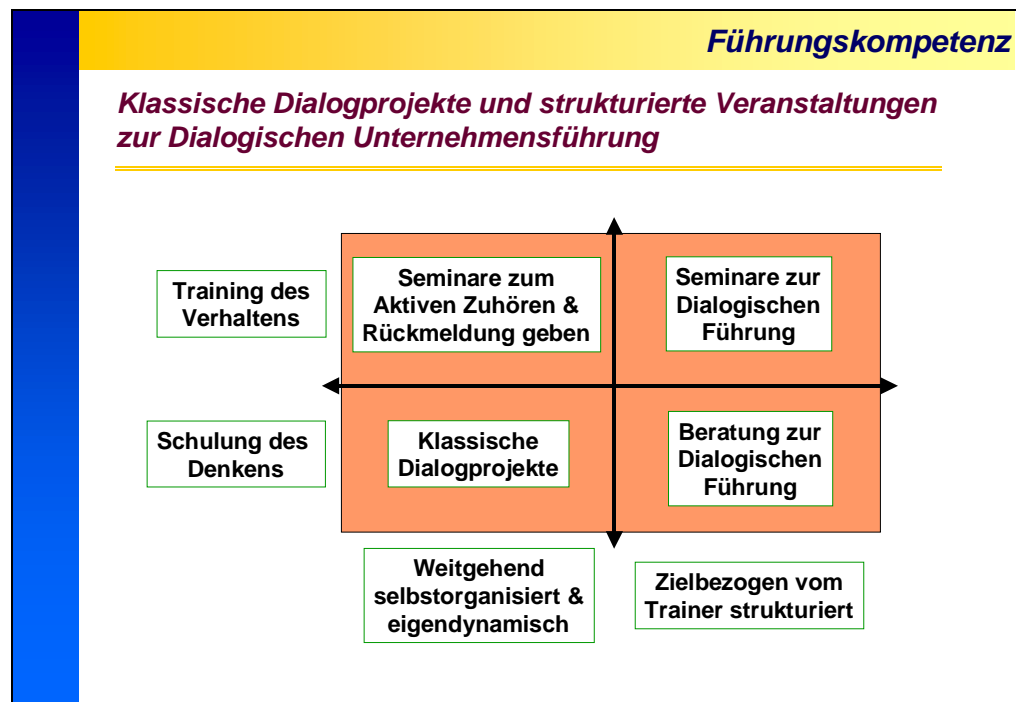 Führungskompetenz
Klassische Dialogprojekte und strukturierte Veranstaltungen
zur Dialogischen Unternehmensführung
Training des
Verhaltens
Seminare zum
Aktiven Zuhören &
Rückmeldung geben
Seminare zur
Dialogischen
Führung
Schulung des
Denkens
Klassische
Dialogprojekte
Beratung zur
Dialogischen
Führung
Weitgehend
selbstorganisiert &
eigendynamisch
Zielbezogen vom
Trainer strukturiert